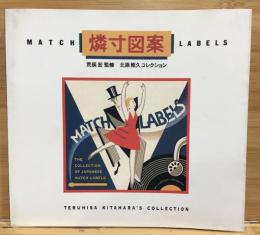 MATCH 燐寸図案 LABELS
荒俣宏 監修 北原照久コレクション
MATCH
LABELS
THE
COLLECTION
OF JAPANESE
MATCH LABELS
TERUHISA KITAHARA'S COLLECTION